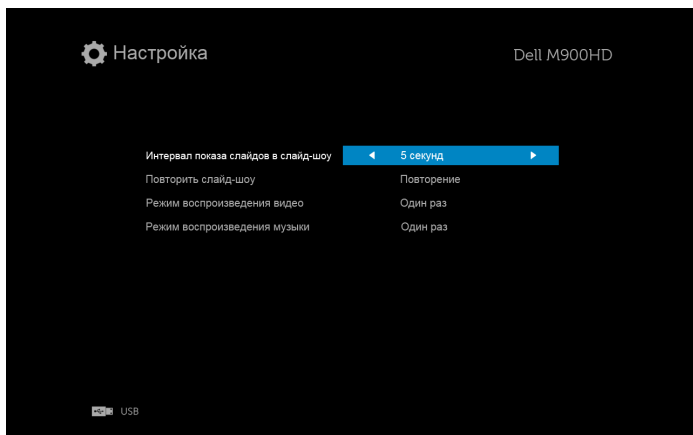 Настройка
Dell M900HD
Интервал показа слайдов в слайд-шоу 5 секунд
Повторить слайд-шоу Повторение
Режим воспроизведения видео Один раз
Режим воспроизведения музыки Один раз
USB